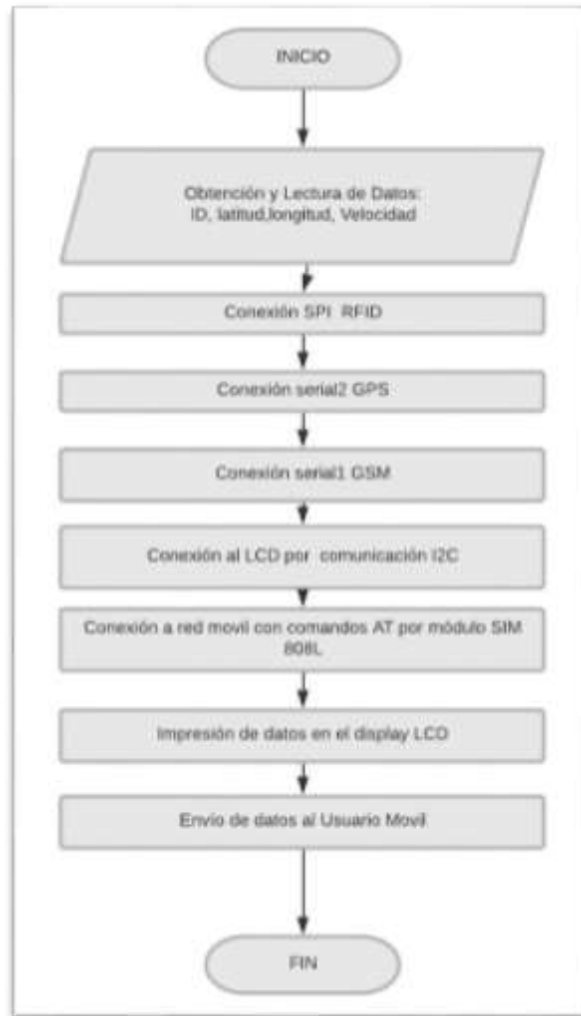 INICIO
Obtención y Lectura de Datos:
ID, latitud,longitud, Velocidad
Conexión SPI RFID
Conexión serial2 GPS
Conexión serial1 GSM
Conexión al LCD por comunicación I2C
Conexión a red movil con comandos AT por módulo SIM
808L
Impresión de datos en el display LCD
Envío de datos al Usuario Movil
FIN